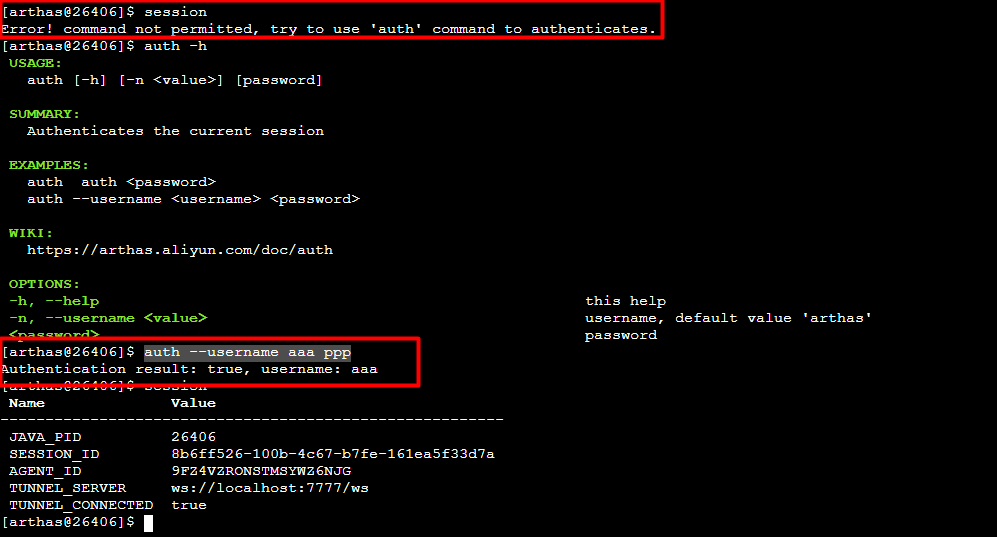 [arthas@26406]$ session
Error! command not permitted, try to use 'auth' command to authenticates.
[arthas@26406]$ auth -h
USAGE:
auth [-h] [-n <value>] [password]
SUMMARY:
Authenticates the current session
EXAMPLES:
auth  auth <password>
auth --username <username> <password>
WIKI:
https://arthas.aliyun.com/doc/auth
OPTIONS:
-h, --help this help
-n, --username <value> username, default value 'arthas'
<password> password
[arthas@26406]$ auth --username aaa ppp
Authentication result: true, username: aaa
[arthas@26406]$ session
Name Value
-------------------------------------------------------
JAVA_PID 26406
SESSION_ID 8b6ff526-100b-4c67-b7fe-161ea5f33d7a
AGENT_ID 9FZ4VZRONSTMSYWZ6NJG
TUNNEL_SERVER ws://localhost:7777/ws
TUNNEL_CONNECTED true
[arthas@26406]$